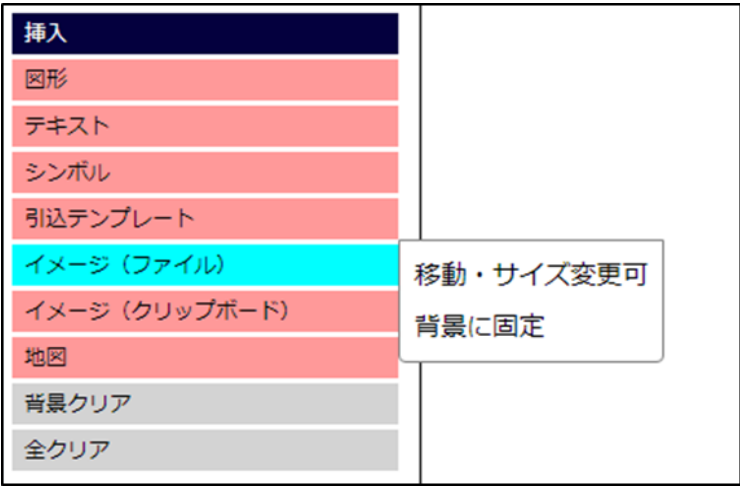 挿入
図形
テキスト
シンボル
引込テンプレート
イメージ（ファイル）
移動・サイズ変更可
背景に固定
イメージ（クリップボード）
地図
背景クリア
全クリア